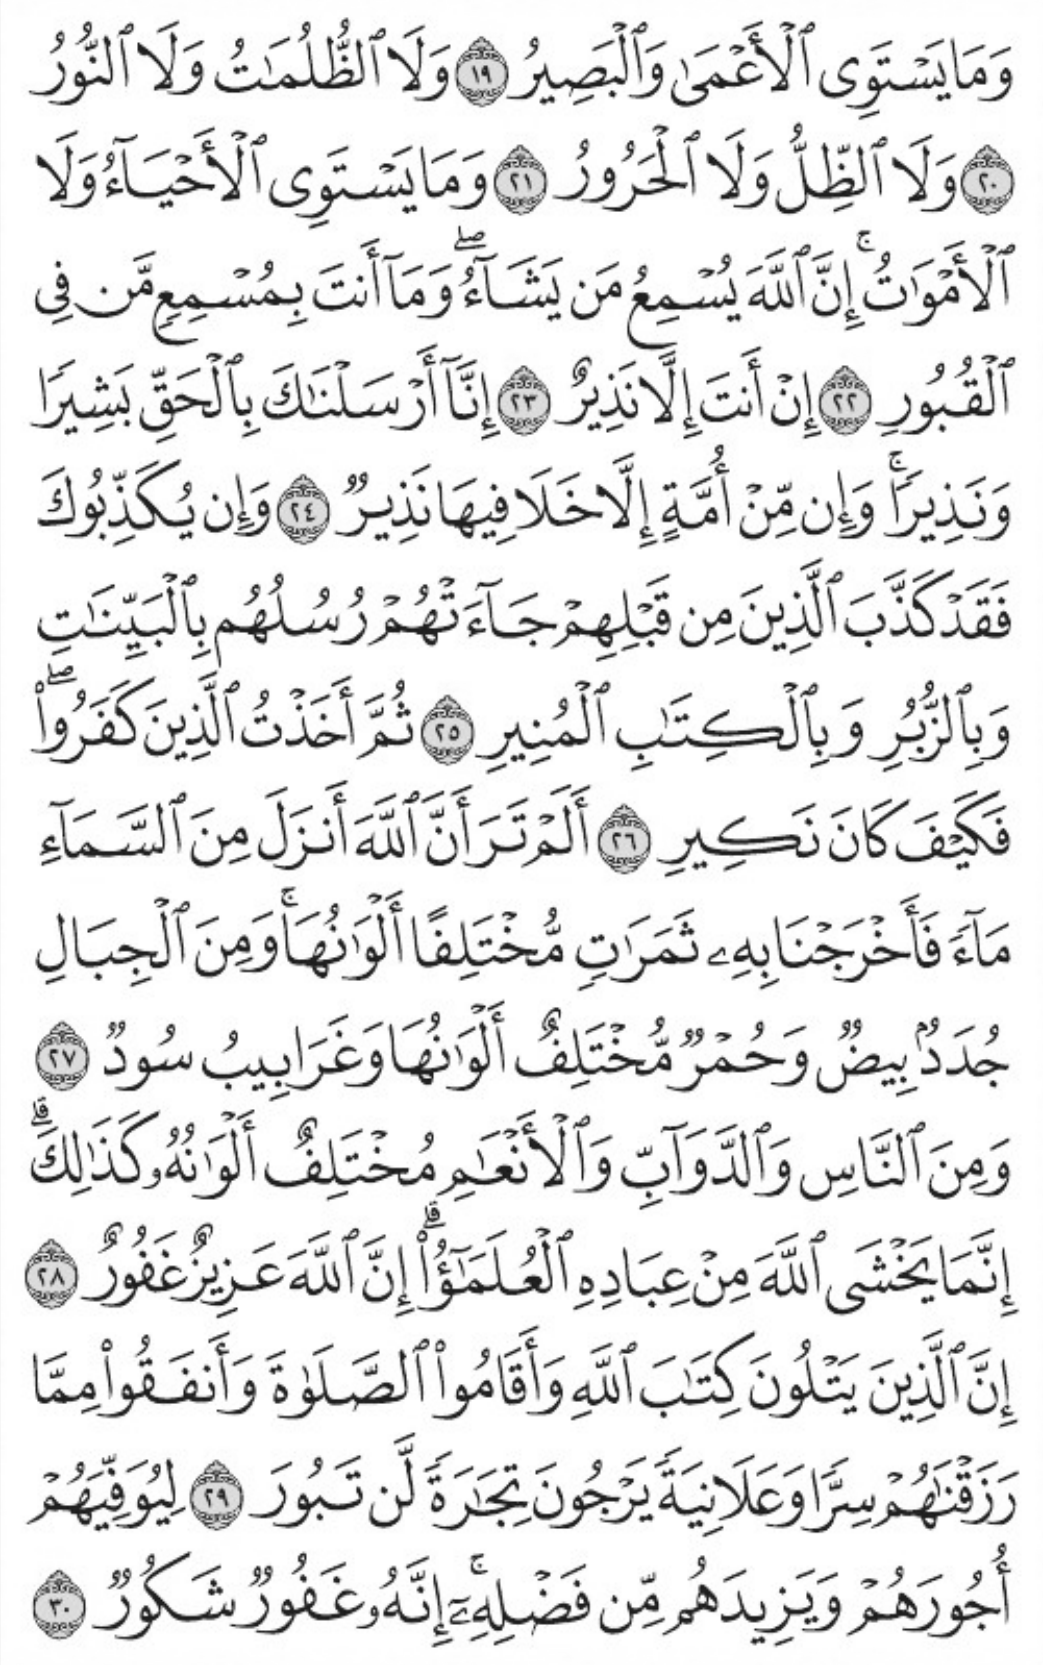 وَمَا يَسْتَوِى ٱلْأَعْمَىٰ وَٱلْبَصِيرُ ١٩ وَلَا ٱلظُّلُمَـٰتُ وَلَا ٱلنُّورُ
٢٠ وَلَا ٱلظِّلُّ وَلَا ٱلْحَرُورُ ٢١ وَمَا يَسْتَوِى ٱلْأَحْيَآءُ وَلَا
ٱلْأَمْوَٰتُ ۚ إِنَّ ٱللَّهَ يُسْمِعُ مَن يَشَآءُ ۖ وَمَآ أَنتَ بِمُسْمِعٍ مَّن فِى
ٱلْقُبُورِ ٢٢ إِنْ أَنتَ إِلَّا نَذِيرٌ ٢٣ إِنَّآ أَرْسَلْنَـٰكَ بِٱلْحَقِّ بَشِيرًا
وَنَذِيرًا ۚ وَإِن مِّنْ أُمَّةٍ إِلَّا خَلَا فِيهَا نَذِيرٌ ٢٤ وَإِن يُكَذِّبُوكَ
فَقَدْ كَذَّبَ ٱلَّذِينَ مِن قَبْلِهِمْ جَآءَتْهُمْ رُسُلُهُم بِٱلْبَيِّنَـٰتِ
وَبِٱلزُّبُرِ وَبِٱلْكِتَـٰبِ ٱلْمُنِيرِ ٢٥ ثُمَّ أَخَذْتُ ٱلَّذِينَ كَفَرُوا۟ ۖ
فَكَيْفَ كَانَ نَكِيرِ ٢٦ أَلَمْ تَرَ أَنَّ ٱللَّهَ أَنزَلَ مِنَ ٱلسَّمَآءِ
مَآءً فَأَخْرَجْنَا بِهِۦ ثَمَرَٰتٍ مُّخْتَلِفًا أَلْوَٰنُهَا ۚ وَمِنَ ٱلْجِبَالِ
جُدَدٌۢ بِيضٌ وَحُمْرٌ مُّخْتَلِفٌ أَلْوَٰنُهَا وَغَرَابِيبُ سُودٌ ٢٧
وَمِنَ ٱلنَّاسِ وَٱلدَّوَآبِّ وَٱلْأَنْعَـٰمِ مُخْتَلِفٌ أَلْوَٰنُهُۥ كَذَٰلِكَ ۗ
إِنَّمَا يَخْشَى ٱللَّهَ مِنْ عِبَادِهِ ٱلْعُلَمَـٰٓؤُا۟ ۗ إِنَّ ٱللَّهَ عَزِيزٌ غَفُورٌ ٢٨
إِنَّ ٱلَّذِينَ يَتْلُونَ كِتَـٰبَ ٱللَّهِ وَأَقَامُوا۟ ٱلصَّلَوٰةَ وَأَنفَقُوا۟ مِمَّا
رَزَقْنَـٰهُمْ سِرًّا وَعَلَانِيَةً يَرْجُونَ تِجَـٰرَةً لَّن تَبُورَ ٢٩ لِيُوَفِّيَهُمْ
أُجُورَهُمْ وَيَزِيدَهُم مِّن فَضْلِهِۦٓ ۚ إِنَّهُۥ غَفُورٌ شَكُورٌ ٣٠